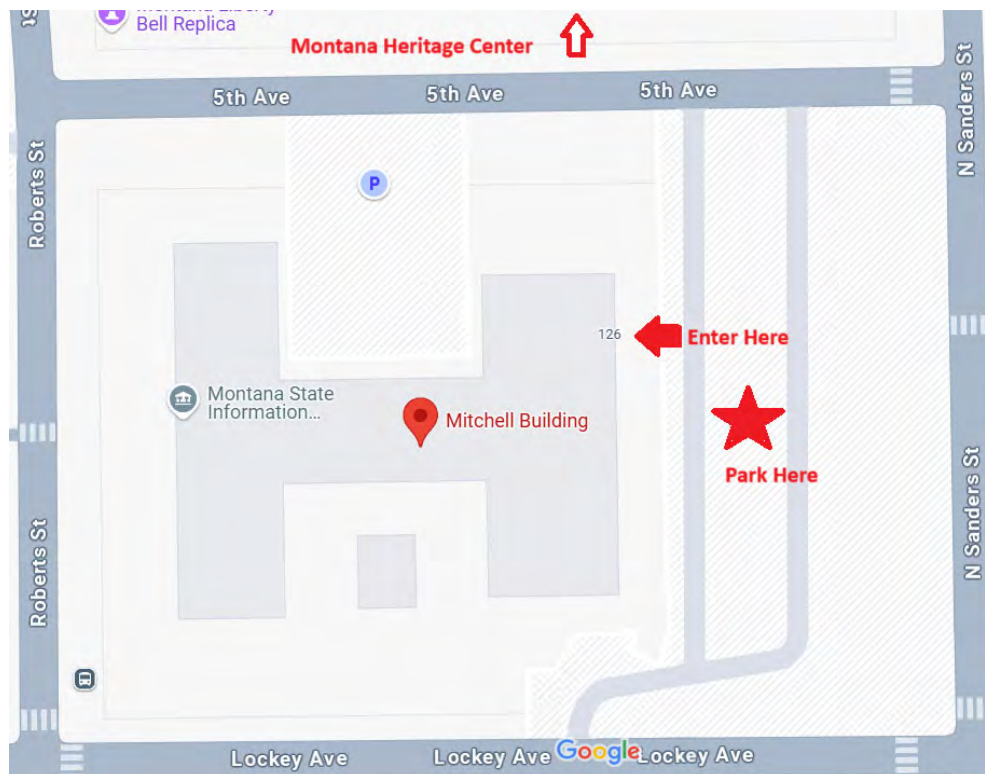 Bell Replica
Montana Heritage Center
5th Ave
5th Ave
5th Ave
N Sanders St
Roberts St
P
126
Enter Here
Montana State
Information...
Mitchell Building
Park Here
Roberts St
N Sanders St
Lockey Ave
Lockey Ave
Google
Lockey Ave